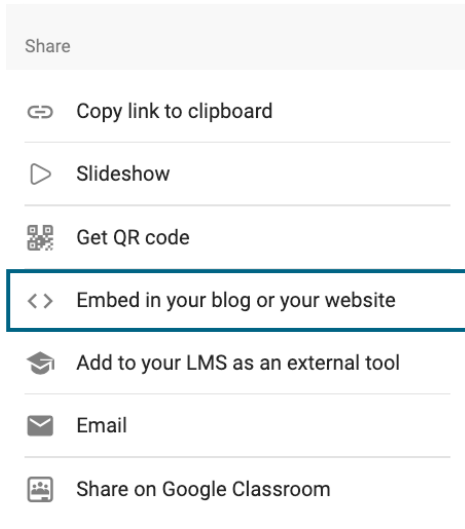 Share
Copy link to clipboard
Slideshow
Get QR code
Embed in your blog or your website
Add to your LMS as an external tool
Email
Share on Google Classroom